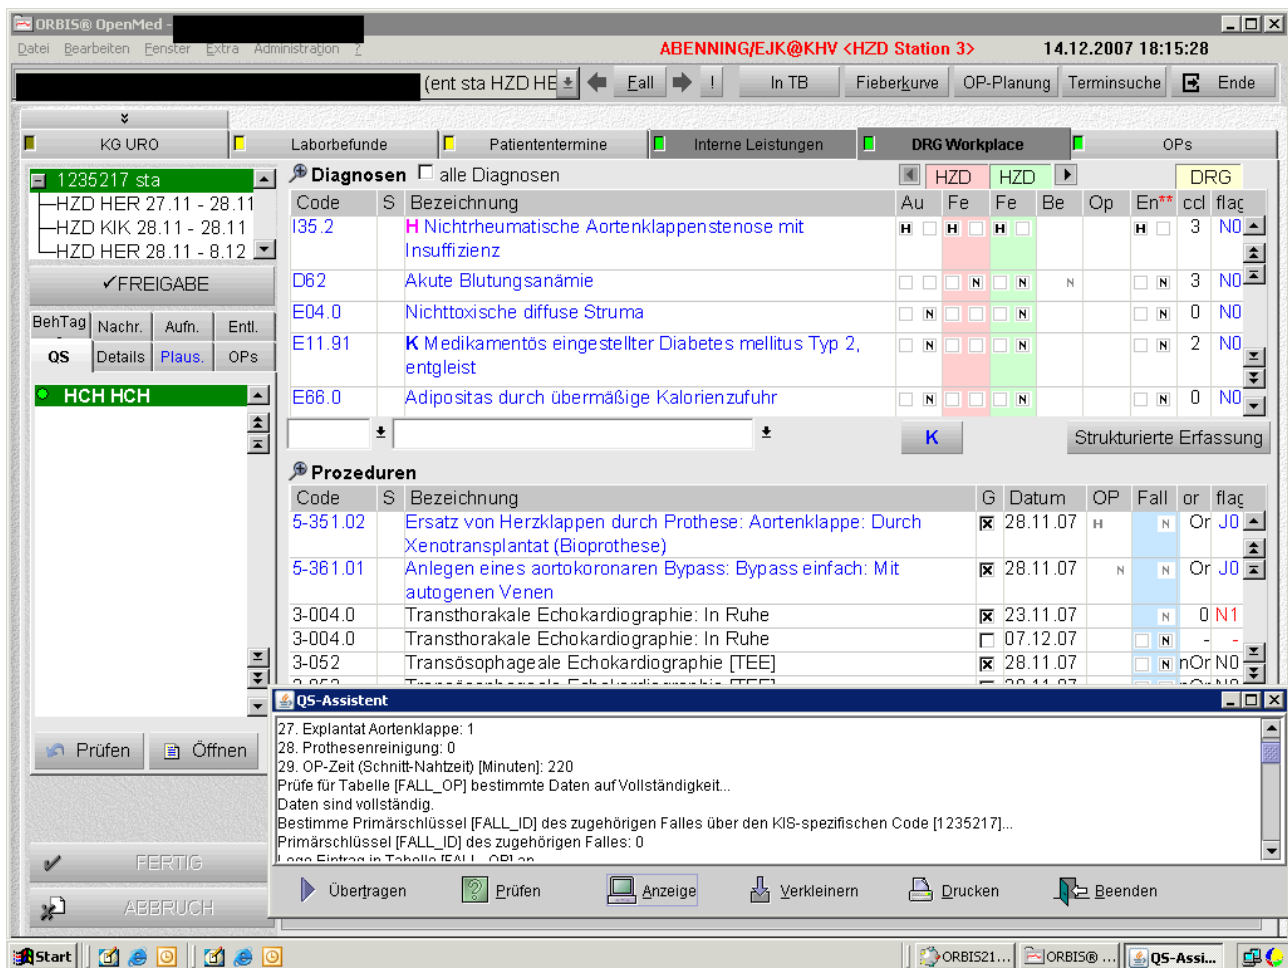 ORBIS® OpenMed -
Datei Bearbeiten Fenster Extra Administration ?
ABENNING/EJK@KHV <HZD Station 3> 14.12.2007 18:15:28
(ent sta HZD HE Fall ! In TB Fieberkurve OP-Planung Terminsuche Ende
KG URO Laborbefunde Patiententermine Interne Leistungen DRG Workplace OPs
1235217 sta
HZD HER 27.11 - 28.11
HZD KIK 28.11 - 28.11
HZD HER 28.11 - 8.12
FREIGABE
BehTag Nachr. Aufn. Entl.
QS Details Plaus. OPs
HCH HCH
Prüfen Öffnen
FERTIG
ABBRUCH
Diagnosen alle Diagnosen HZD HZD DRG
Code S Bezeichnung Au Fe Fe Be Op En** ccl flag
I35.2 H Nichtrheumatische Aortenklappenstenose mit H H H H 3 N0
Insuffizienz
D62 Akute Blutungsanämie N N N N 3 N0
E04.0 Nichttoxische diffuse Struma N N N 0 N0
E11.91 K Medikamentös eingestellter Diabetes mellitus Typ 2, N N N 2 N0
entgleist
E66.0 Adipositas durch übermäßige Kalorienzufuhr N N N 0 N0
K Strukturierte Erfassung
Prozeduren
Code S Bezeichnung G Datum OP Fall or flag
5-351.02 Ersatz von Herzklappen durch Prothese: Aortenklappe: Durch 28.11.07 H N Or J0
Xenotransplantat (Bioprothese)
5-361.01 Anlegen eines aortokoronaren Bypass: Bypass einfach: Mit 28.11.07 N N Or J0
autogenen Venen
3-004.0 Transthorakale Echokardiographie: In Ruhe 23.11.07 N 0 N1
3-004.0 Transthorakale Echokardiographie: In Ruhe 07.12.07 N - -
3-052 Transösophageale Echokardiographie [TEE] 28.11.07 N nOr N0
QS-Assistent
27. Explantat Aortenklappe: 1
28. Prothesenreinigung: 0
29. OP-Zeit (Schnitt-Nahtzeit) [Minuten]: 220
Prüfe für Tabelle [FALL_OP] bestimmte Daten auf Vollständigkeit...
Daten sind vollständig.
Bestimme Primärschlüssel [FALL_ID] des zugehörigen Falles über den KIS-spezifischen Code [1235217]...
Primärschlüssel [FALL_ID] des zugehörigen Falles: 0
Lege Eintrag in Tabelle [FALL_OP] an
Übertragen Prüfen Anzeige Verkleinern Drucken Beenden
Start ORBIS21... ORBIS® ... QS-Assi...